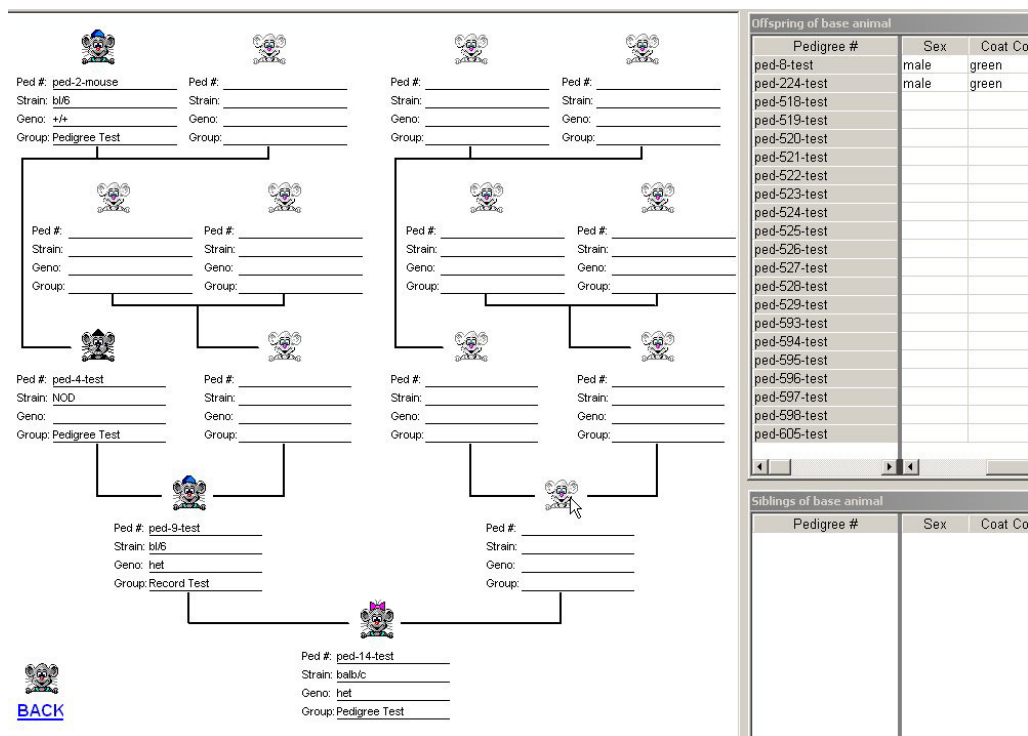 Ped #: ped-2-mouse Ped #: Ped #: Ped #:
Strain: bl/6 Strain: Strain: Strain:
Geno: +/+ Geno: Geno: Geno:
Group: Pedigree Test Group: Group: Group:
Ped #: Ped #: Ped #: Ped #:
Strain: Strain: Strain: Strain:
Geno: Geno: Geno: Geno:
Group: Group: Group: Group:
Ped #: ped-4-test Ped #: Ped #: Ped #:
Strain: NOD Strain: Strain: Strain:
Geno: Geno: Geno: Geno:
Group: Pedigree Test Group: Group: Group:
Ped #: ped-9-test Ped #:
Strain: bl/6 Strain:
Geno: het Geno:
Group: Record Test Group:
Ped #: ped-14-test
Strain: balb/c
Geno: het
Group: Pedigree Test
BACK
Offspring of base animal
Pedigree # Sex Coat Co
ped-8-test male green
ped-224-test male green
ped-518-test
ped-519-test
ped-520-test
ped-521-test
ped-522-test
ped-523-test
ped-524-test
ped-525-test
ped-526-test
ped-527-test
ped-528-test
ped-529-test
ped-593-test
ped-594-test
ped-595-test
ped-596-test
ped-597-test
ped-598-test
ped-605-test
Siblings of base animal
Pedigree # Sex Coat Co